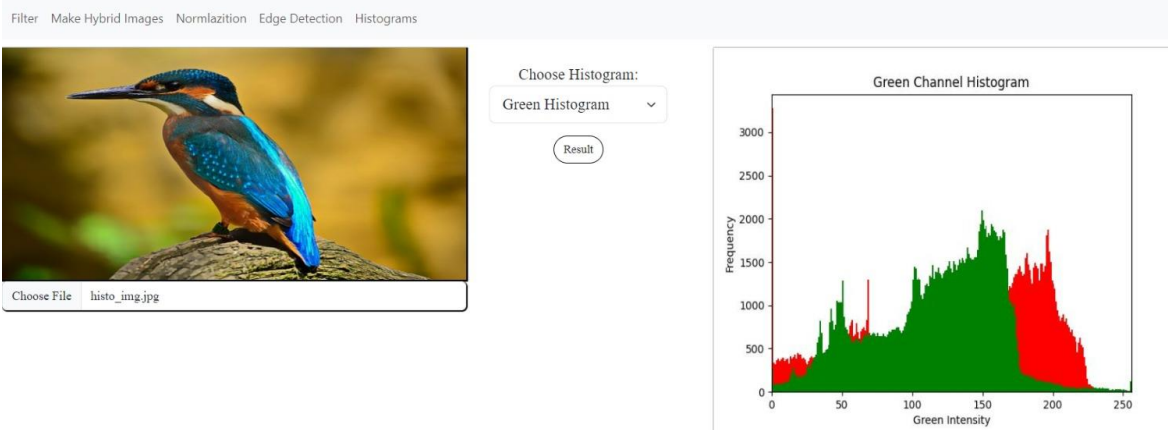 Filter Make Hybrid Images Normlazition Edge Detection Histograms
Choose File histo_img.jpg
Choose Histogram:
Green Histogram
Result
Green Channel Histogram
Frequency
3000
2500
2000
1500
1000
500
0
0 50 100 150 200 250
Green Intensity